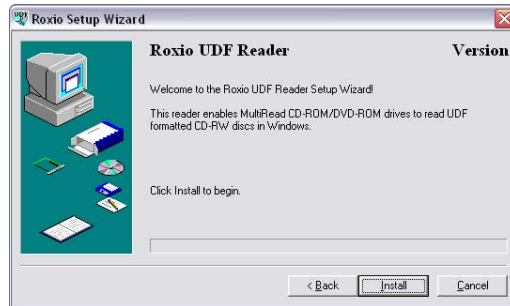 Roxio Setup Wizard
Roxio UDF Reader Version
Welcome to the Roxio UDF Reader Setup Wizard!
This reader enables MultiRead CD-ROM/DVD-ROM drives to read UDF
formatted CD-RW discs in Windows.
Click Install to begin.
< Back Install Cancel